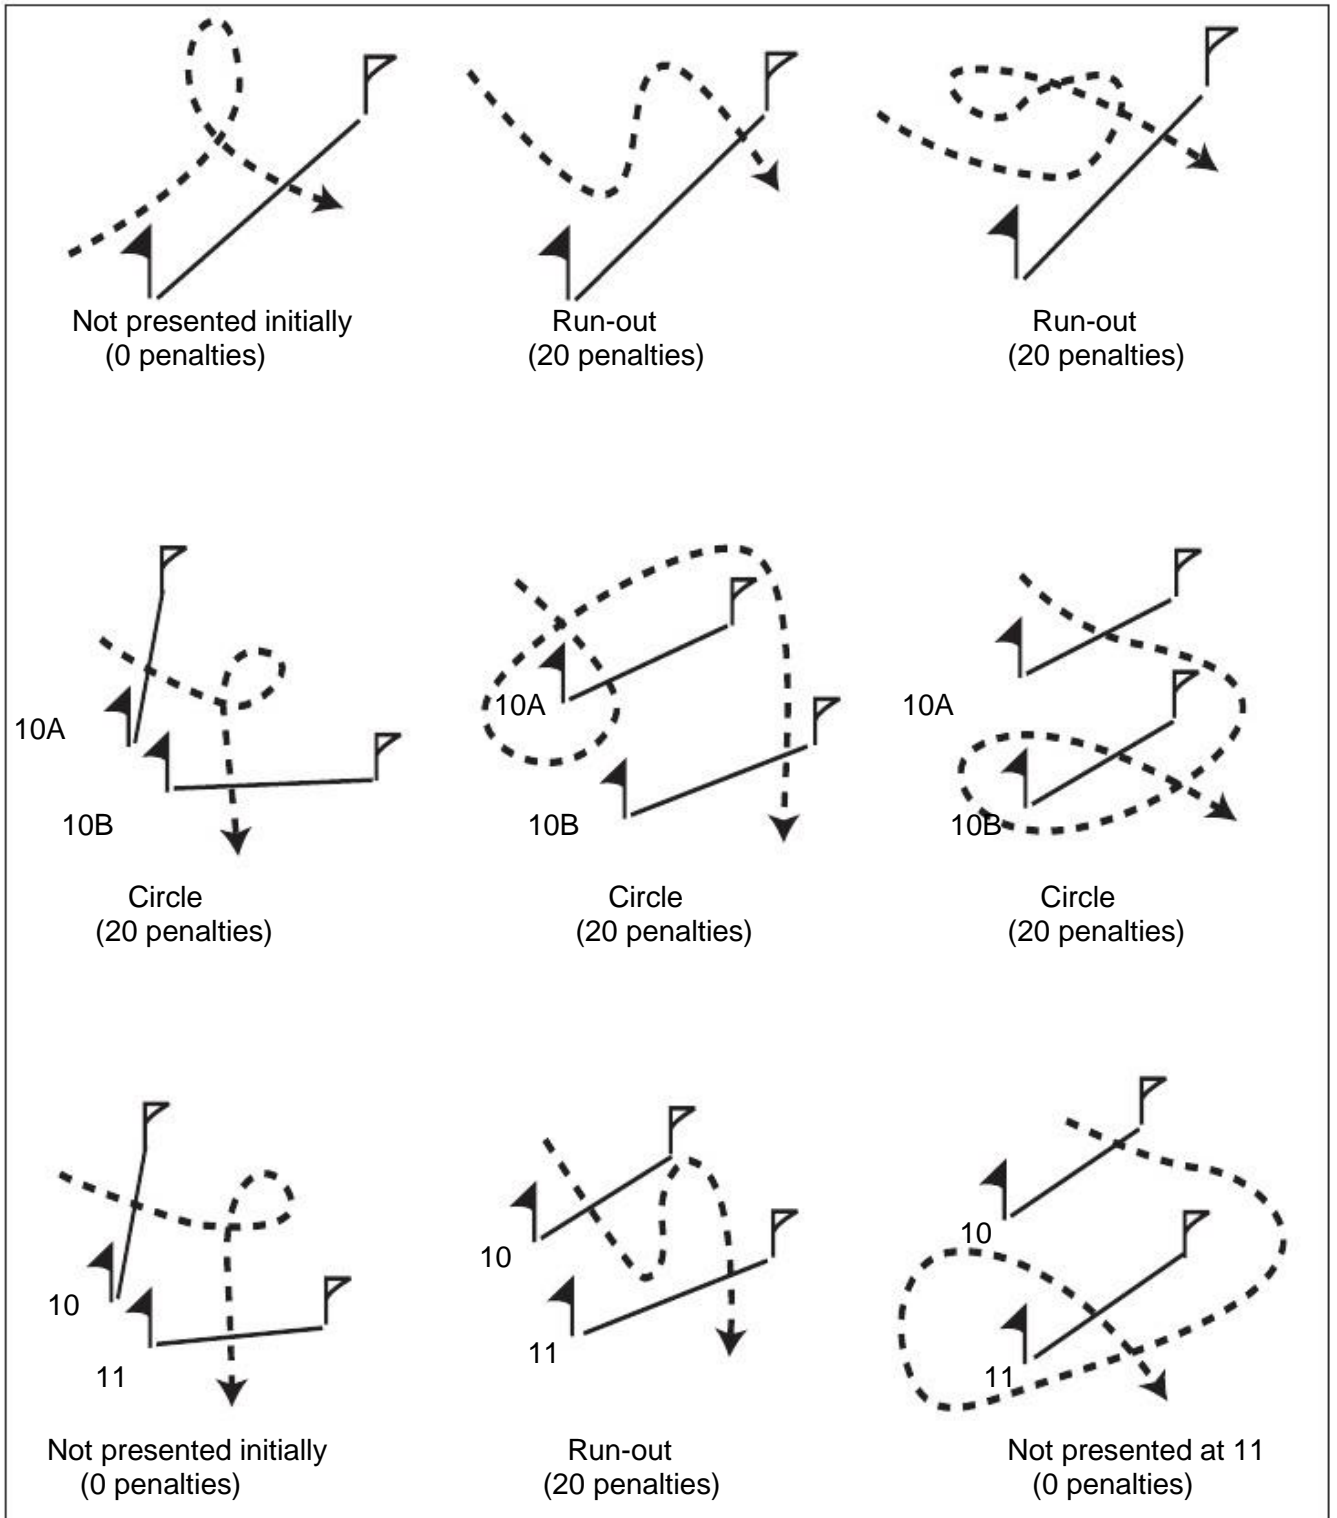 Not presented initially
(0 penalties)
Run-out
(20 penalties)
Run-out
(20 penalties)
10A
10B
Circle
(20 penalties)
10A
10B
Circle
(20 penalties)
10A
10B
Circle
(20 penalties)
10
11
Not presented initially
(0 penalties)
10
11
Run-out
(20 penalties)
10
11
Not presented at 11
(0 penalties)